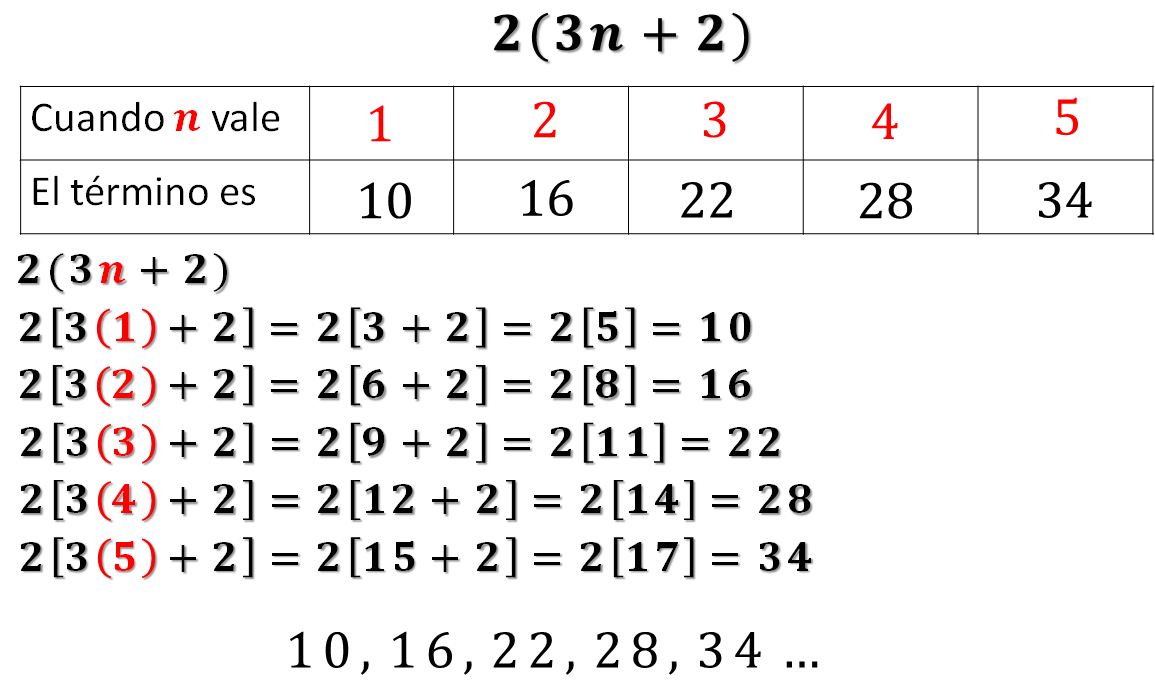 2(3n + 2)
Cuando n vale 1 2 3 4 5
El término es 10 16 22 28 34
2(3n + 2)
2[3(1) + 2] = 2[3 + 2] = 2[5] = 10
2[3(2) + 2] = 2[6 + 2] = 2[8] = 16
2[3(3) + 2] = 2[9 + 2] = 2[11] = 22
2[3(4) + 2] = 2[12 + 2] = 2[14] = 28
2[3(5) + 2] = 2[15 + 2] = 2[17] = 34
10, 16, 22, 28, 34 ...